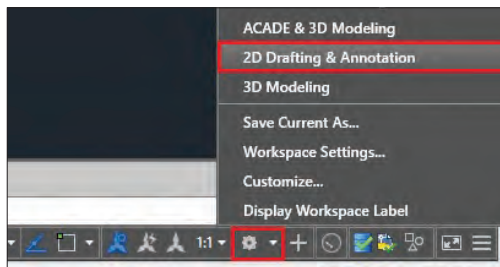 ACADE & 3D Modeling
2D Drafting & Annotation
3D Modeling
Save Current As...
Workspace Settings...
Customize...
Display Workspace Label
1:1